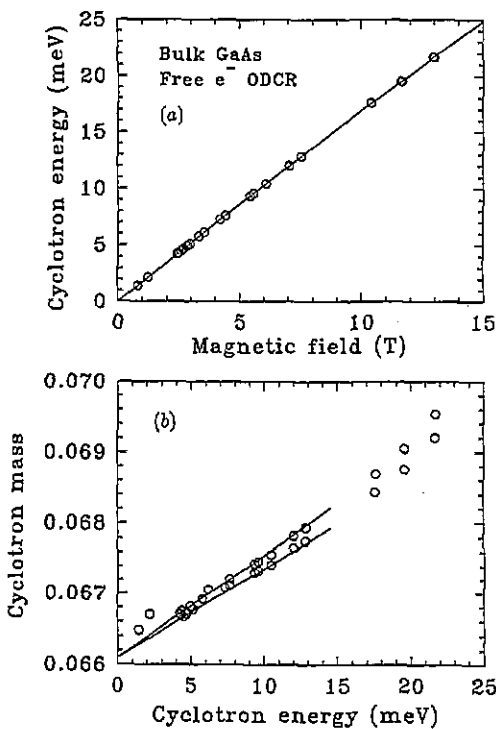 25
20
15
10
5
0
Cyclotron energy (meV)
Bulk GaAs
Free e⁻ ODCR
(a)
0 5 10 15
Magnetic field (T)
0.070
0.069
0.068
0.067
0.066
Cyclotron mass
(b)
0 5 10 15 20 25
Cyclotron energy (meV)